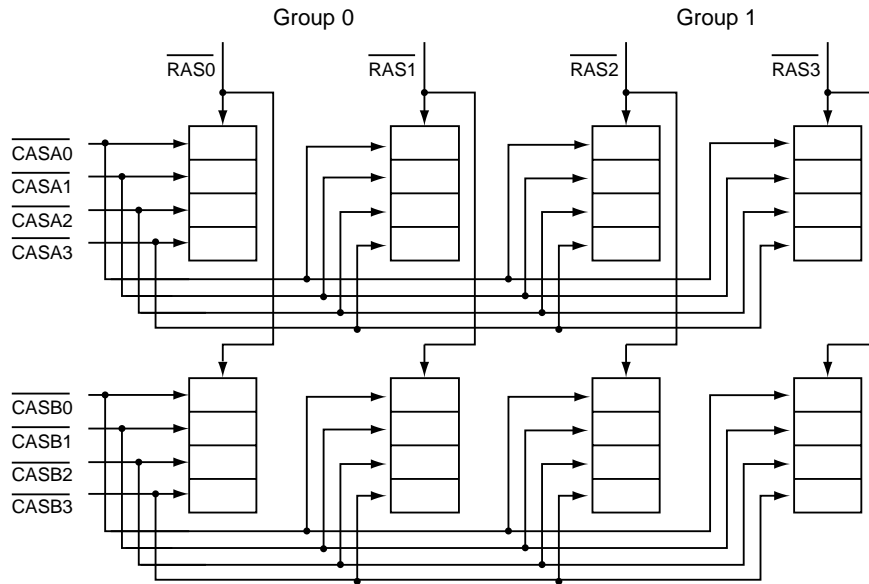 Group 0 Group 1
RAS0 RAS1 RAS2 RAS3
CASA0
CASA1
CASA2
CASA3
CASB0
CASB1
CASB2
CASB3